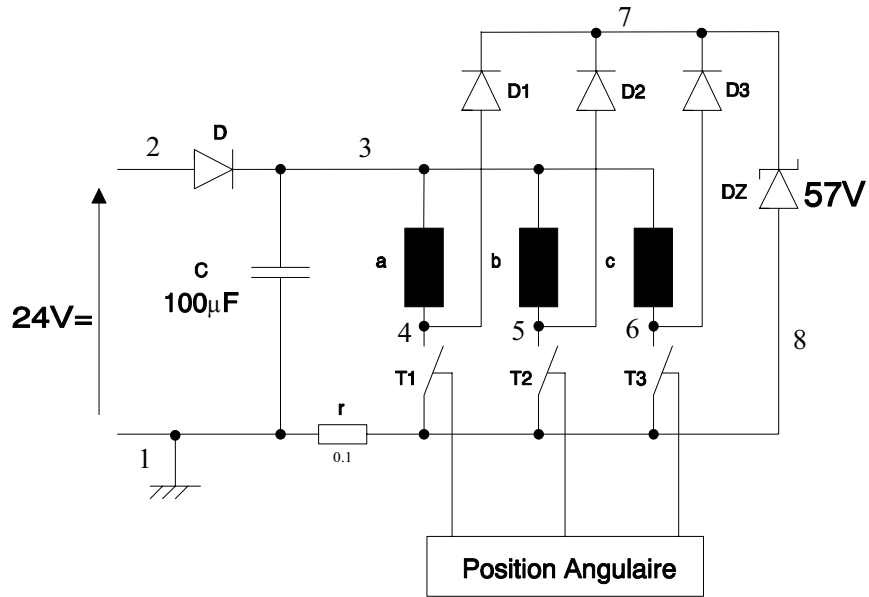 7
D1
D2
D3
2
D
3
DZ
57V
a
b
c
C
100µF
24V=
4
5
6
8
T1
T2
T3
r
0.1
1
Position Angulaire